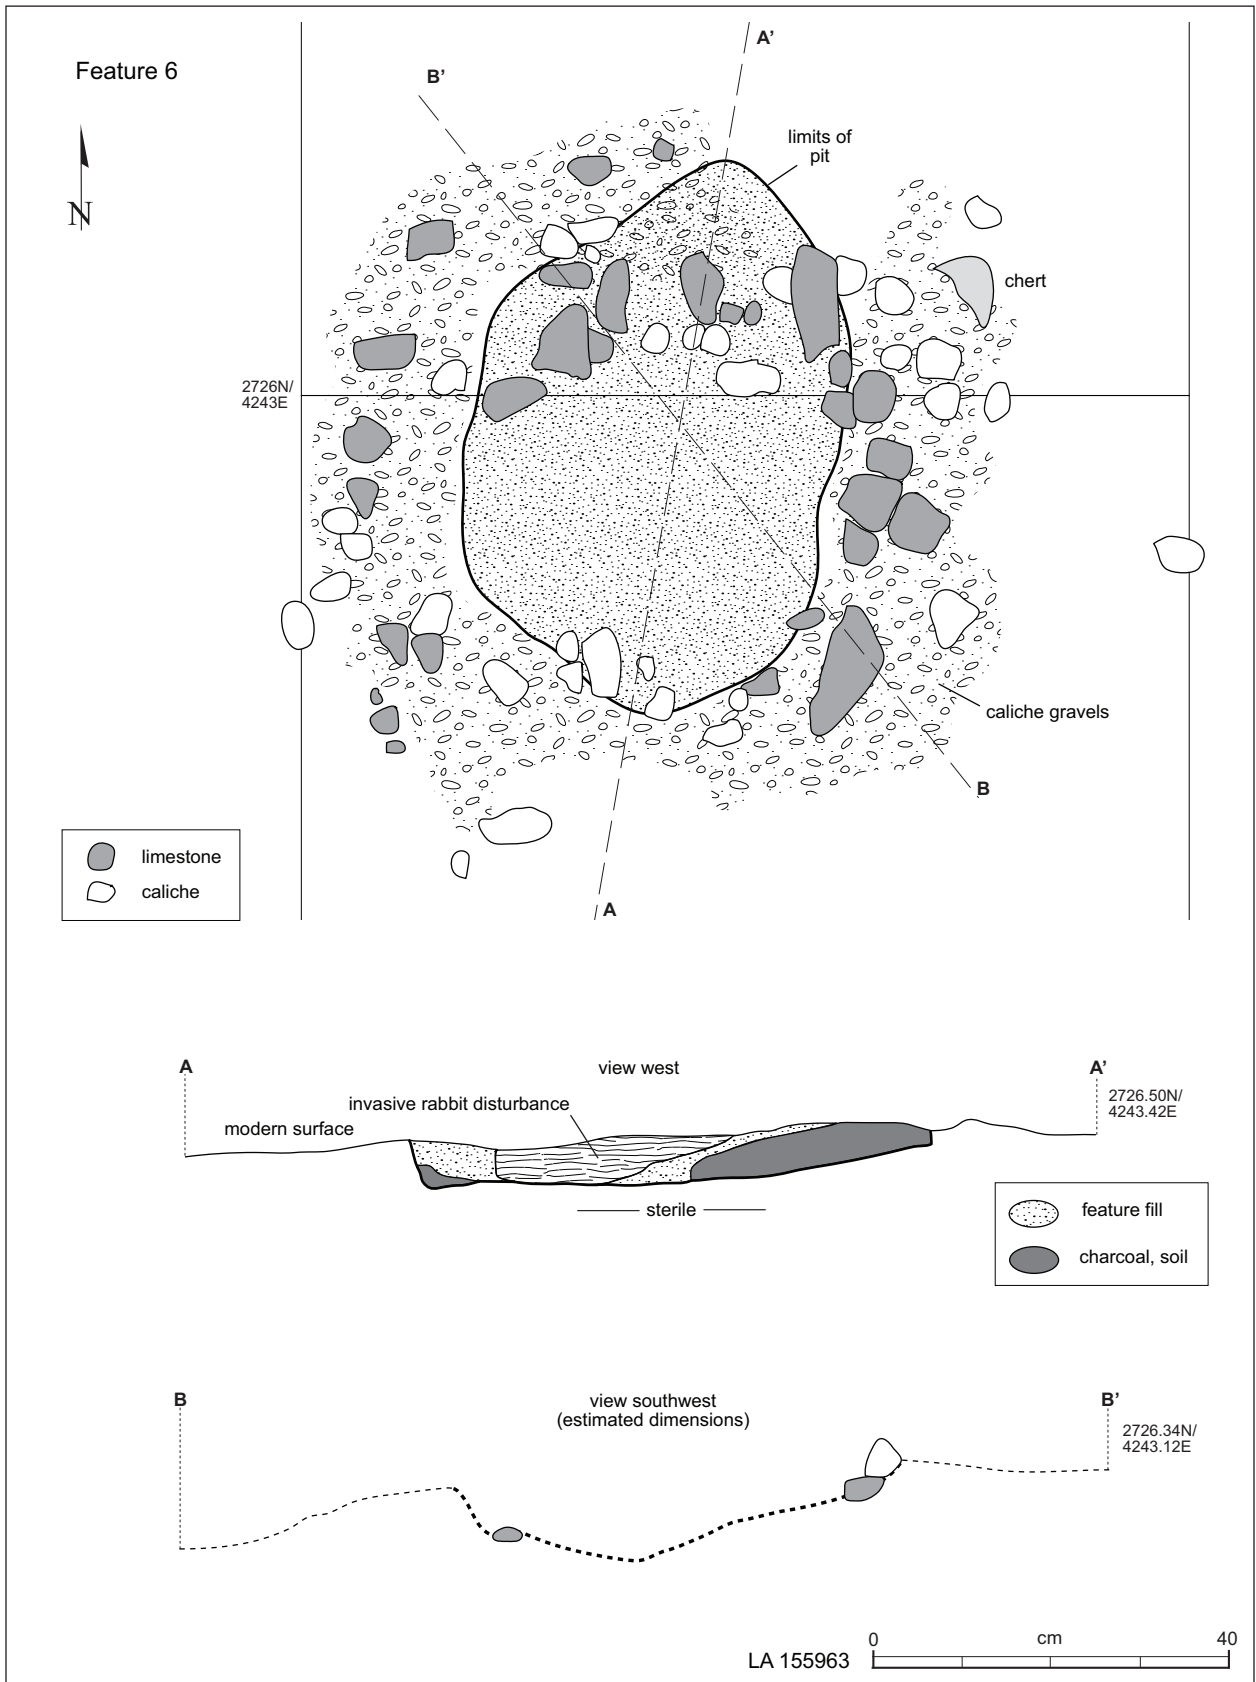 Feature 6
A'
B'
limits of
pit
N
chert
2726N/
4243E
caliche gravels
B
limestone
caliche
A
A
view west
A'
2726.50N/
4243.42E
invasive rabbit disturbance
modern surface
sterile
feature fill
charcoal, soil
B
view southwest
(estimated dimensions)
B'
2726.34N/
4243.12E
0 cm 40
LA 155963